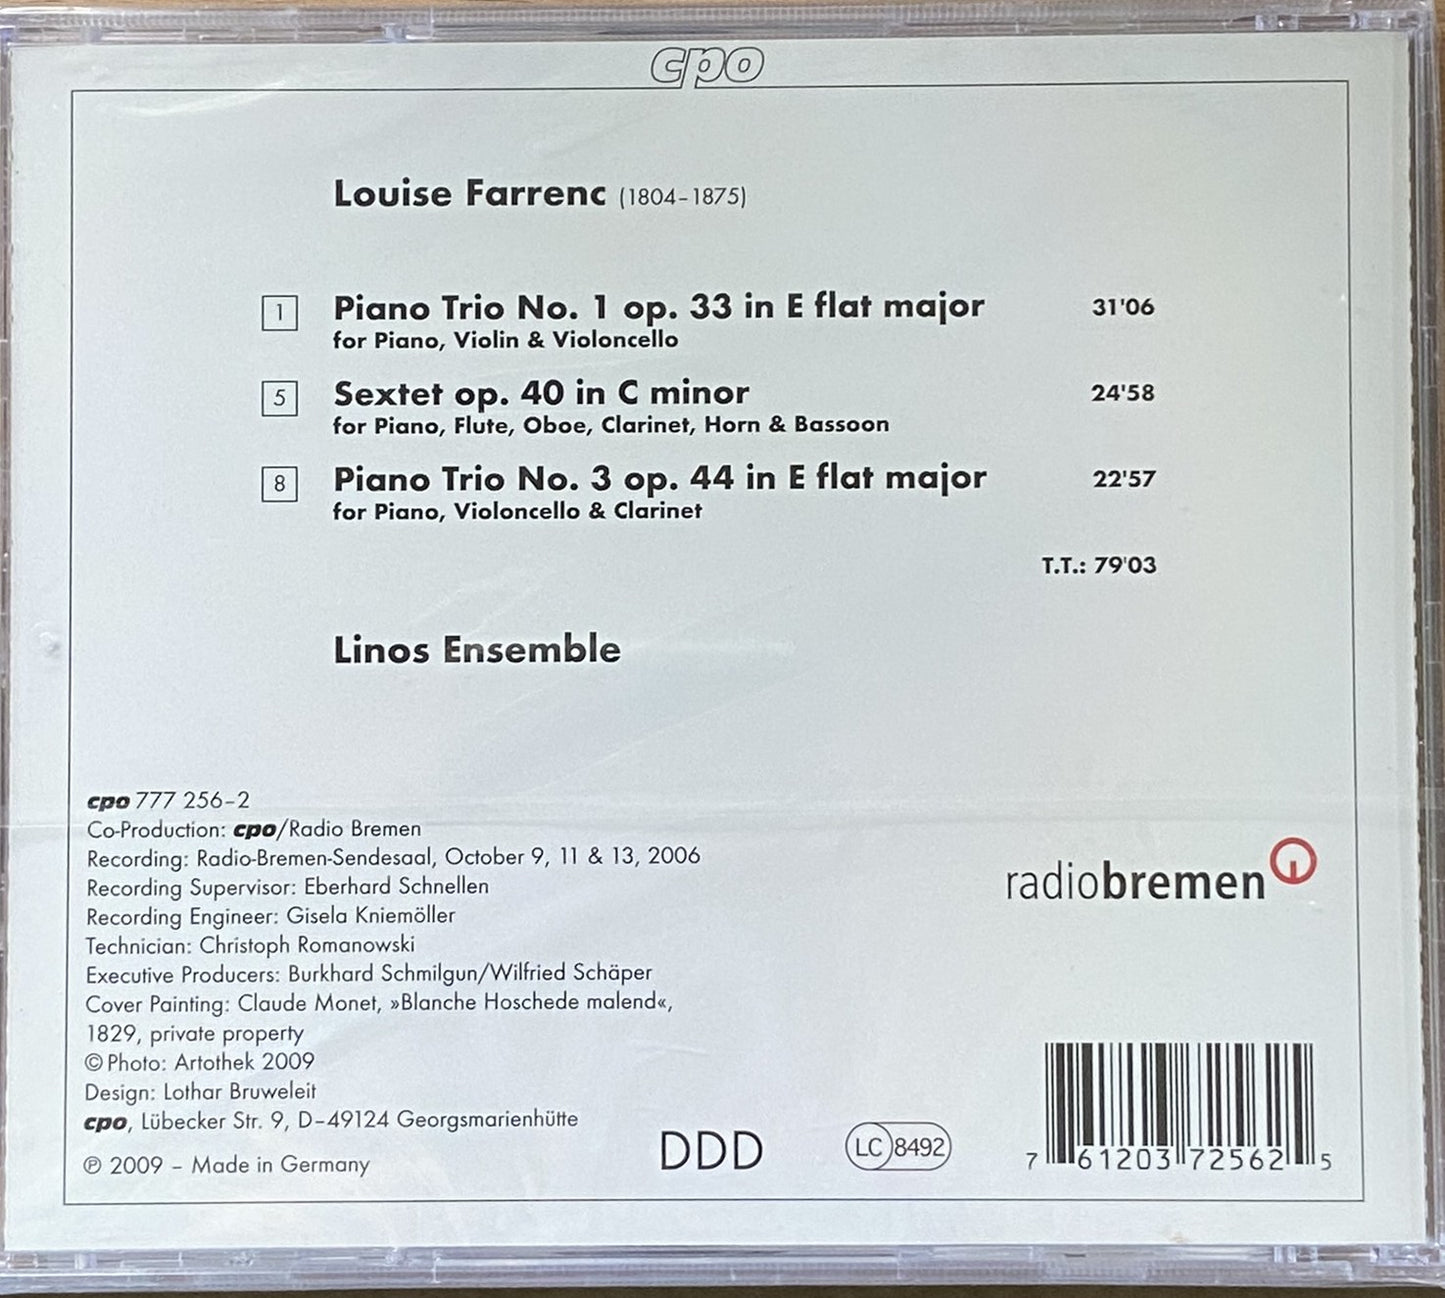 cpo
Louise Farrenc (1804–1875)
1 Piano Trio No. 1 op. 33 in E flat major 31'06
for Piano, Violin & Violoncello
5 Sextet op. 40 in C minor 24'58
for Piano, Flute, Oboe, Clarinet, Horn & Bassoon
8 Piano Trio No. 3 op. 44 in E flat major 22'57
for Piano, Violoncello & Clarinet
T.T.: 79'03
Linos Ensemble
cpo 777 256–2
Co-Production: cpo/Radio Bremen
Recording: Radio-Bremen-Sendesaal, October 9, 11 & 13, 2006
Recording Supervisor: Eberhard Schnellen
Recording Engineer: Gisela Kniemöller
Technician: Christoph Romanowski
Executive Producers: Burkhard Schmilgun/Wilfried Schäper
Cover Painting: Claude Monet, »Blanche Hoschede malend«,
1829, private property
© Photo: Artothek 2009
Design: Lothar Bruweleit
cpo, Lübecker Str. 9, D–49124 Georgsmarienhütte
℗ 2009 – Made in Germany
radiobremen
DDD
LC 8492
7 61203 72562 5